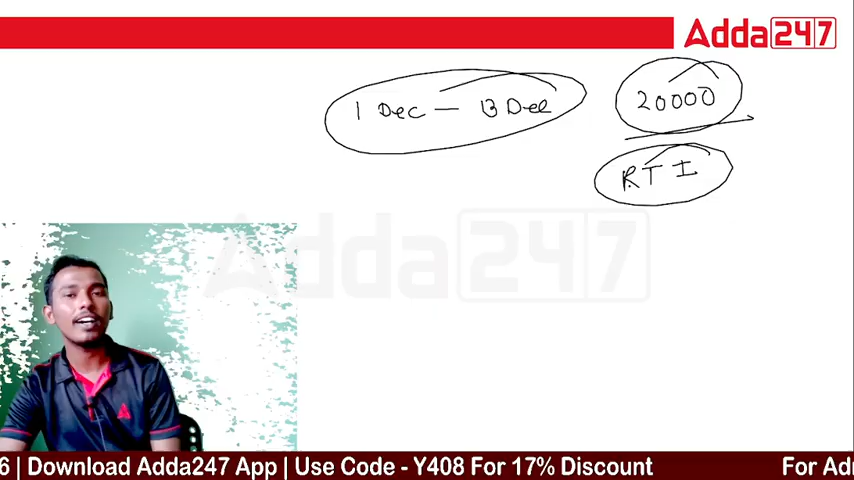 Adda247
1 Dec — 13 Dec
20000
RTI
Adda247
6 | Download Adda247 App | Use Code - Y408 For 17% Discount For Ad